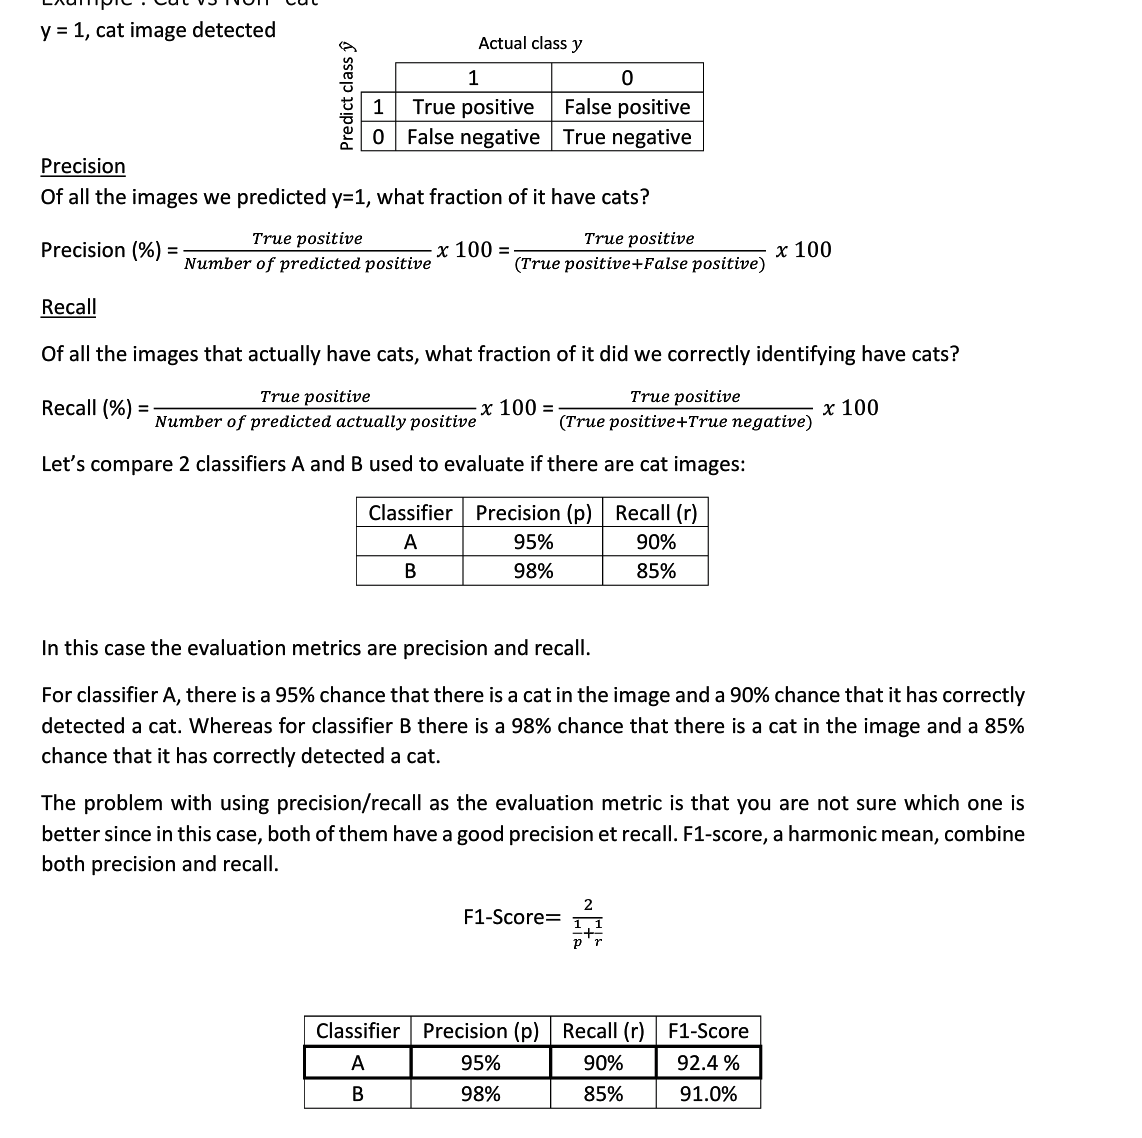 Example : Cat vs Non-cat
y = 1, cat image detected
Actual class y
Predict class ŷ
1 0
1 True positive False positive
0 False negative True negative
Precision
Of all the images we predicted y=1, what fraction of it have cats?
Precision (%) = True positive / Number of predicted positive x 100 = True positive / (True positive+False positive) x 100
Recall
Of all the images that actually have cats, what fraction of it did we correctly identifying have cats?
Recall (%) = True positive / Number of predicted actually positive x 100 = True positive / (True positive+True negative) x 100
Let's compare 2 classifiers A and B used to evaluate if there are cat images:
Classifier Precision (p) Recall (r)
A 95% 90%
B 98% 85%
In this case the evaluation metrics are precision and recall.
For classifier A, there is a 95% chance that there is a cat in the image and a 90% chance that it has correctly
detected a cat. Whereas for classifier B there is a 98% chance that there is a cat in the image and a 85%
chance that it has correctly detected a cat.
The problem with using precision/recall as the evaluation metric is that you are not sure which one is
better since in this case, both of them have a good precision et recall. F1-score, a harmonic mean, combine
both precision and recall.
F1-Score= 2 / (1/p + 1/r)
Classifier Precision (p) Recall (r) F1-Score
A 95% 90% 92.4 %
B 98% 85% 91.0%